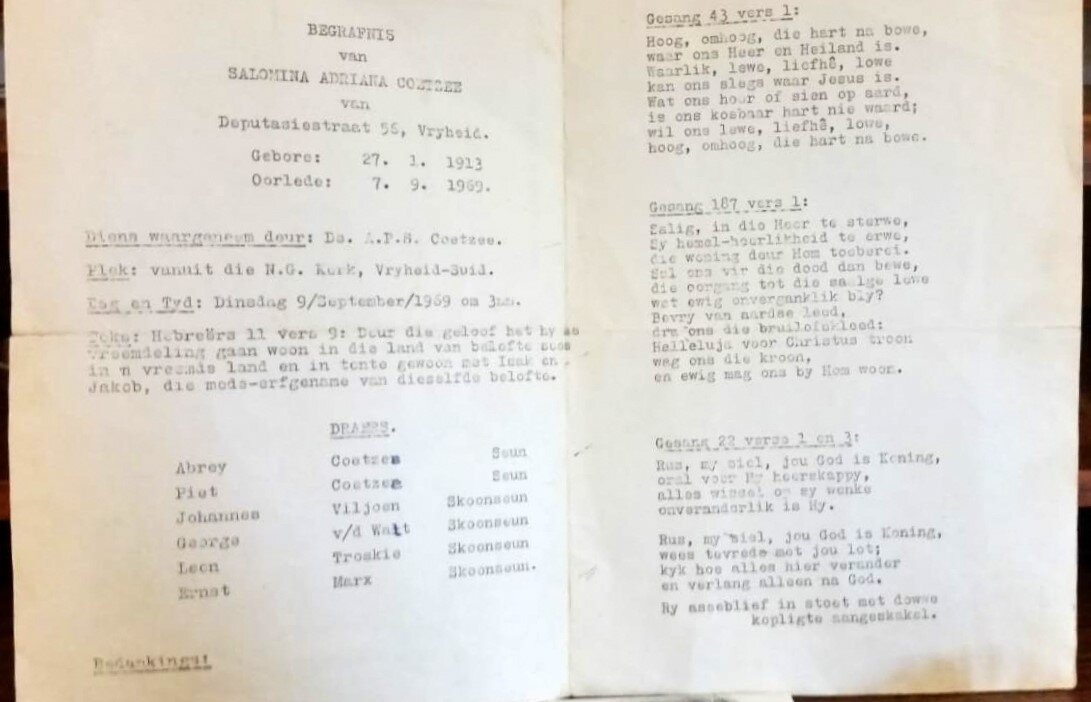 BEGRAFNIS
van
SALOMINA ADRIANA COETZEE
van
Deputasiestraat 56, Vryheid.
Gebore: 27. 1. 1913
Oorlede: 7. 9. 1969.
Diens waargeneem deur: Ds. A.P.S. Coetzee.
Plek: vanuit die N.G. Kerk, Vryheid-Suid.
Dag en Tyd: Dinsdag 9/September/1969 om 3nm.
Teks: Hebreërs 11 vers 9: Deur die geloof het hy as
vreemdeling gaan woon in die land van belofte soos
in 'n vreemde land en in tente gewoon met Isak en
Jakob, die mede-erfgename van dieselfde belofte.
DRAERS.
Abrey Coetzee Seun
Piet Coetzee Seun
Johannes Viljoen Skoonseun
George v/d Watt Skoonseun
Leon Troskie Skoonseun
Ernst Marx Skoonseun.
Bedankings!
Gesang 43 vers 1:
Hoog, omhoog, die hart na bowe,
waar ons Heer en Heiland is.
Waarlik, lewe, liefhê, lowe
kan ons slegs waar Jesus is.
Wat ons hoor of sien op aard,
is ons kosbaar hart nie waard;
wil ons lewe, liefhê, lowe,
hoog, omhoog, die hart na bowe.
Gesang 187 vers 1:
Salig, in die Heer te sterwe,
Sy hemel-heerlikheid te erwe,
die woning deur Hom toeberei.
Sal ons vir die dood dan bewe,
die oorgang tot die saalge lewe
wat ewig onverganklik bly?
Bevry van aardse leed,
dra ons die bruilofskleed:
Halleluja voor Christus troon
wag ons die kroon,
en ewig mag ons by Hom woon.
Gesang 22 verse 1 en 3:
Rus, my siel, jou God is Koning,
oral voer Hy heerskappy,
alles wissel op sy wenke
onveranderlik is Hy.
Rus, my siel, jou God is Koning,
wees tevrede met jou lot;
kyk hoe alles hier verander
en verlang alleen na God.
Ry asseblief in stoet met dowwe
kopligte aangeskakel.